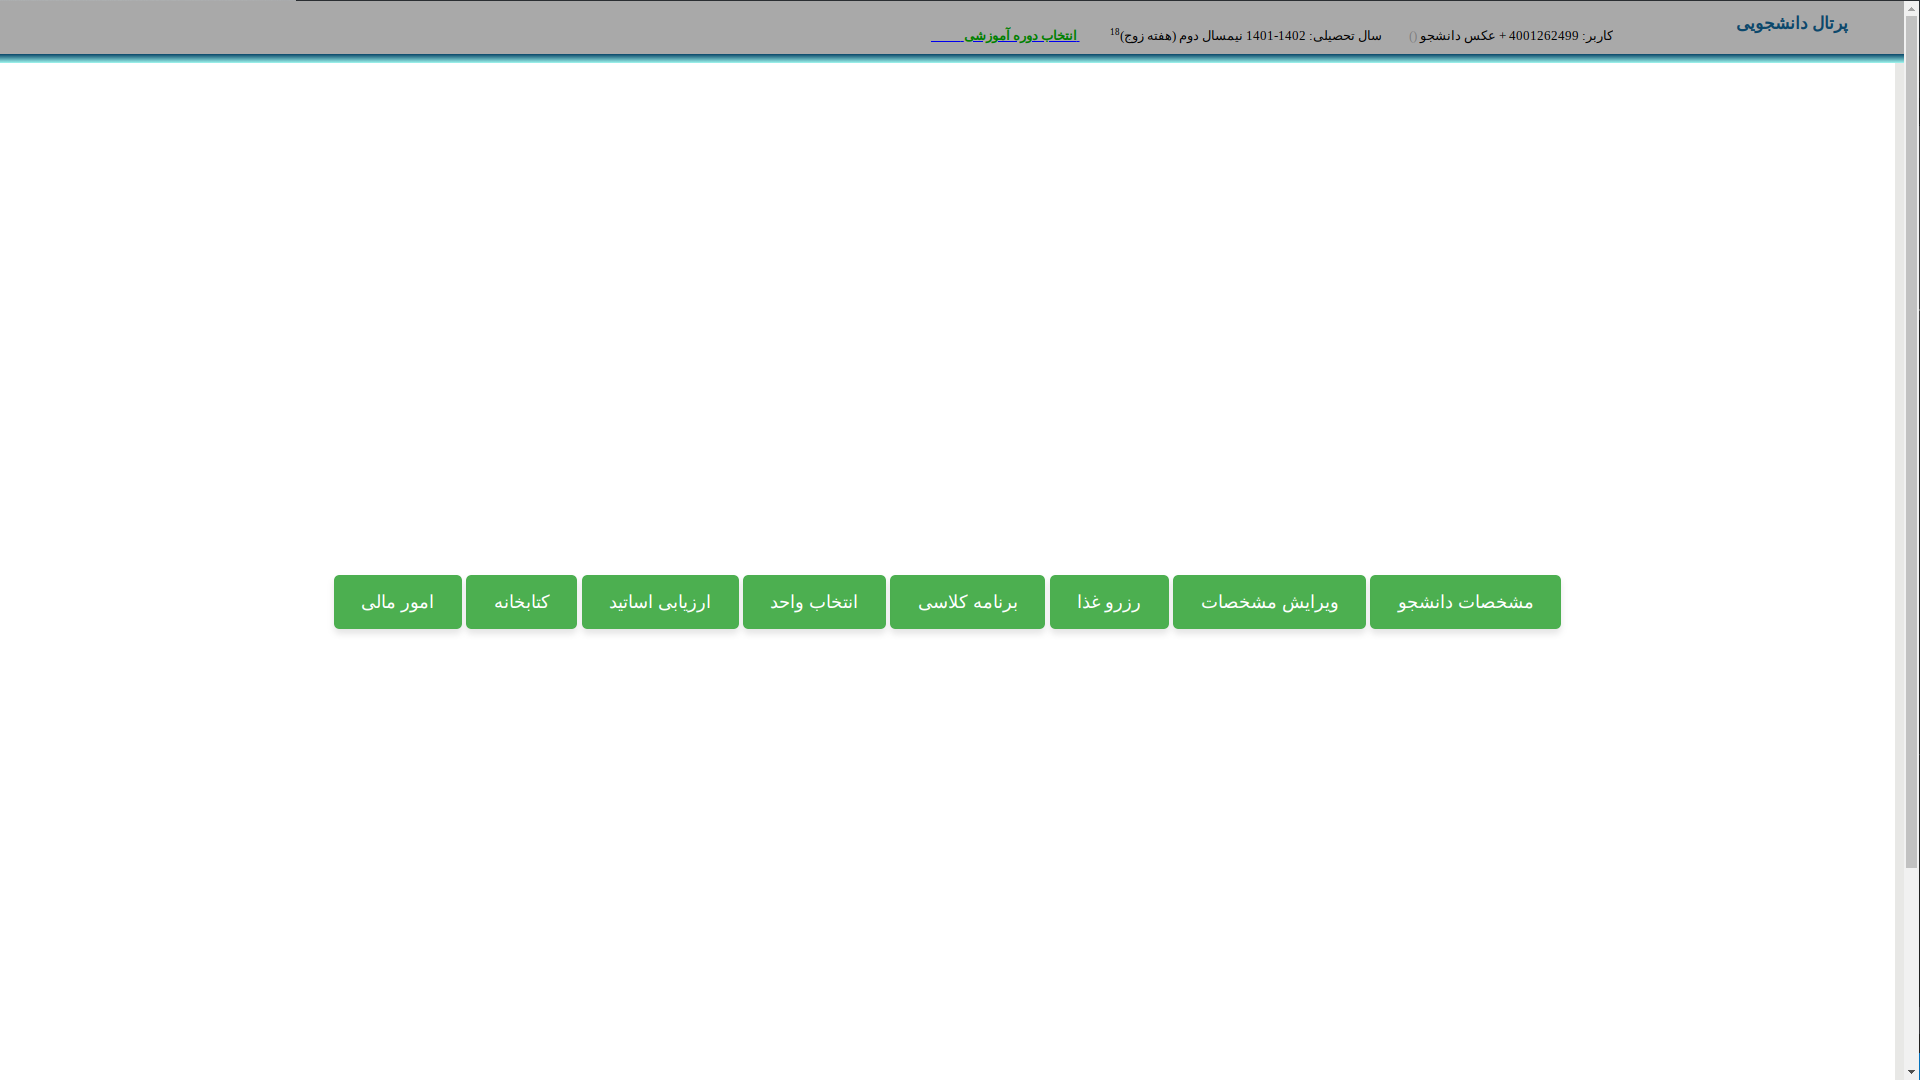 پرتال دانشجویی
کاربر: 4001262499 + عکس دانشجو () سال تحصیلی: 1402-1401 نیمسال دوم (هفته زوج)18 انتخاب دوره آموزشی
مشخصات دانشجو ویرایش مشخصات رزرو غذا برنامه کلاسی انتخاب واحد ارزیابی اساتید کتابخانه امور مالی